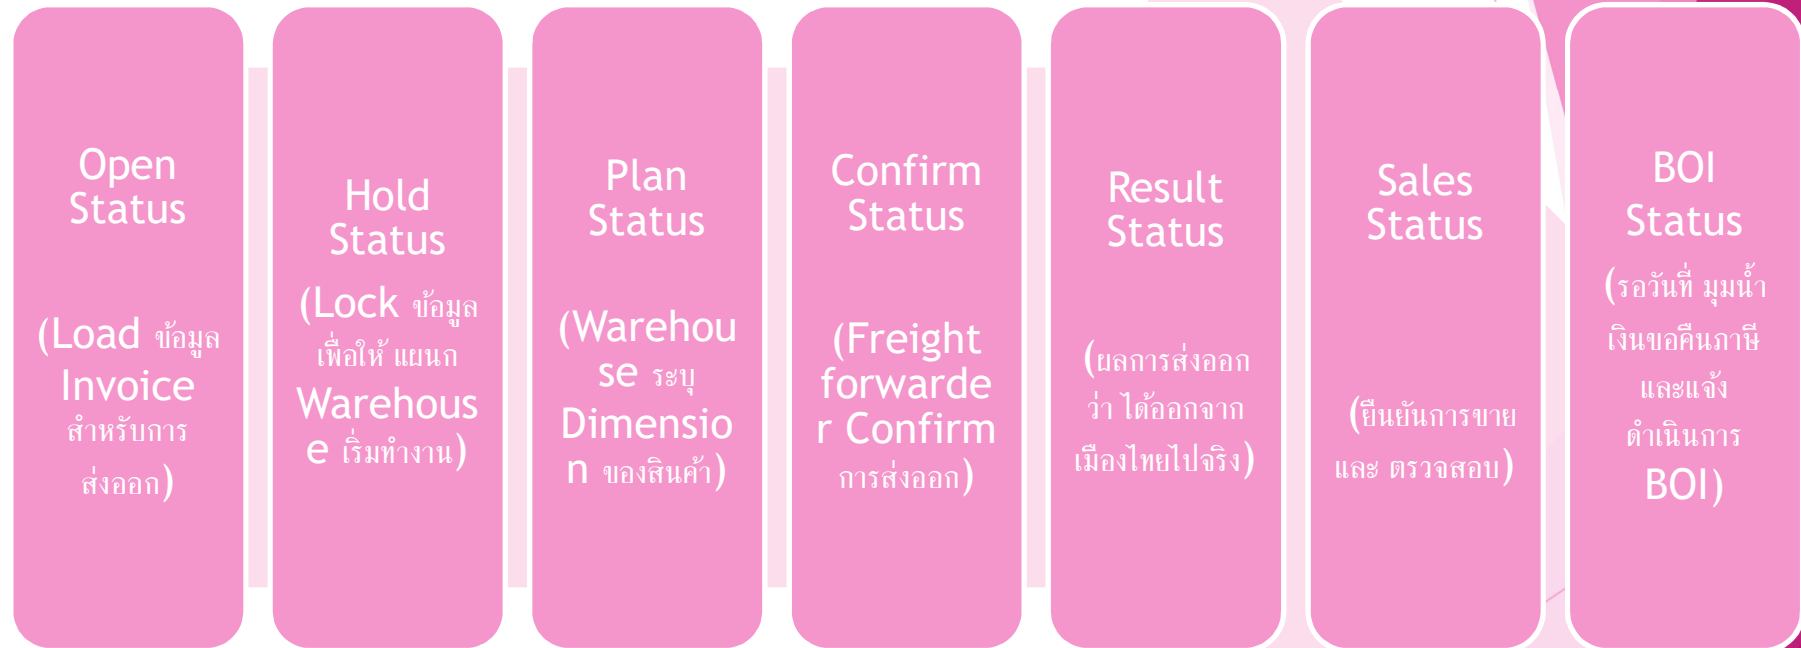 Open
Status
(Load ข้อมูล
Invoice
สำหรับการ
ส่งออก)
Hold
Status
(Lock ข้อมูล
เพื่อให้ แผนก
Warehous
e เริ่มทำงาน)
Plan
Status
(Warehou
se ระบุ
Dimensio
n ของสินค้า)
Confirm
Status
(Freight
forwarde
r Confirm
การส่งออก)
Result
Status
(ผลการส่งออก
ว่า ได้ออกจาก
เมืองไทยไปจริง)
Sales
Status
(ยืนยันการขาย
และ ตรวจสอบ)
BOI
Status
(รอวันที่ มุมน้ำ
เงินขอคืนภาษี
และแจ้ง
ดำเนินการ
BOI)